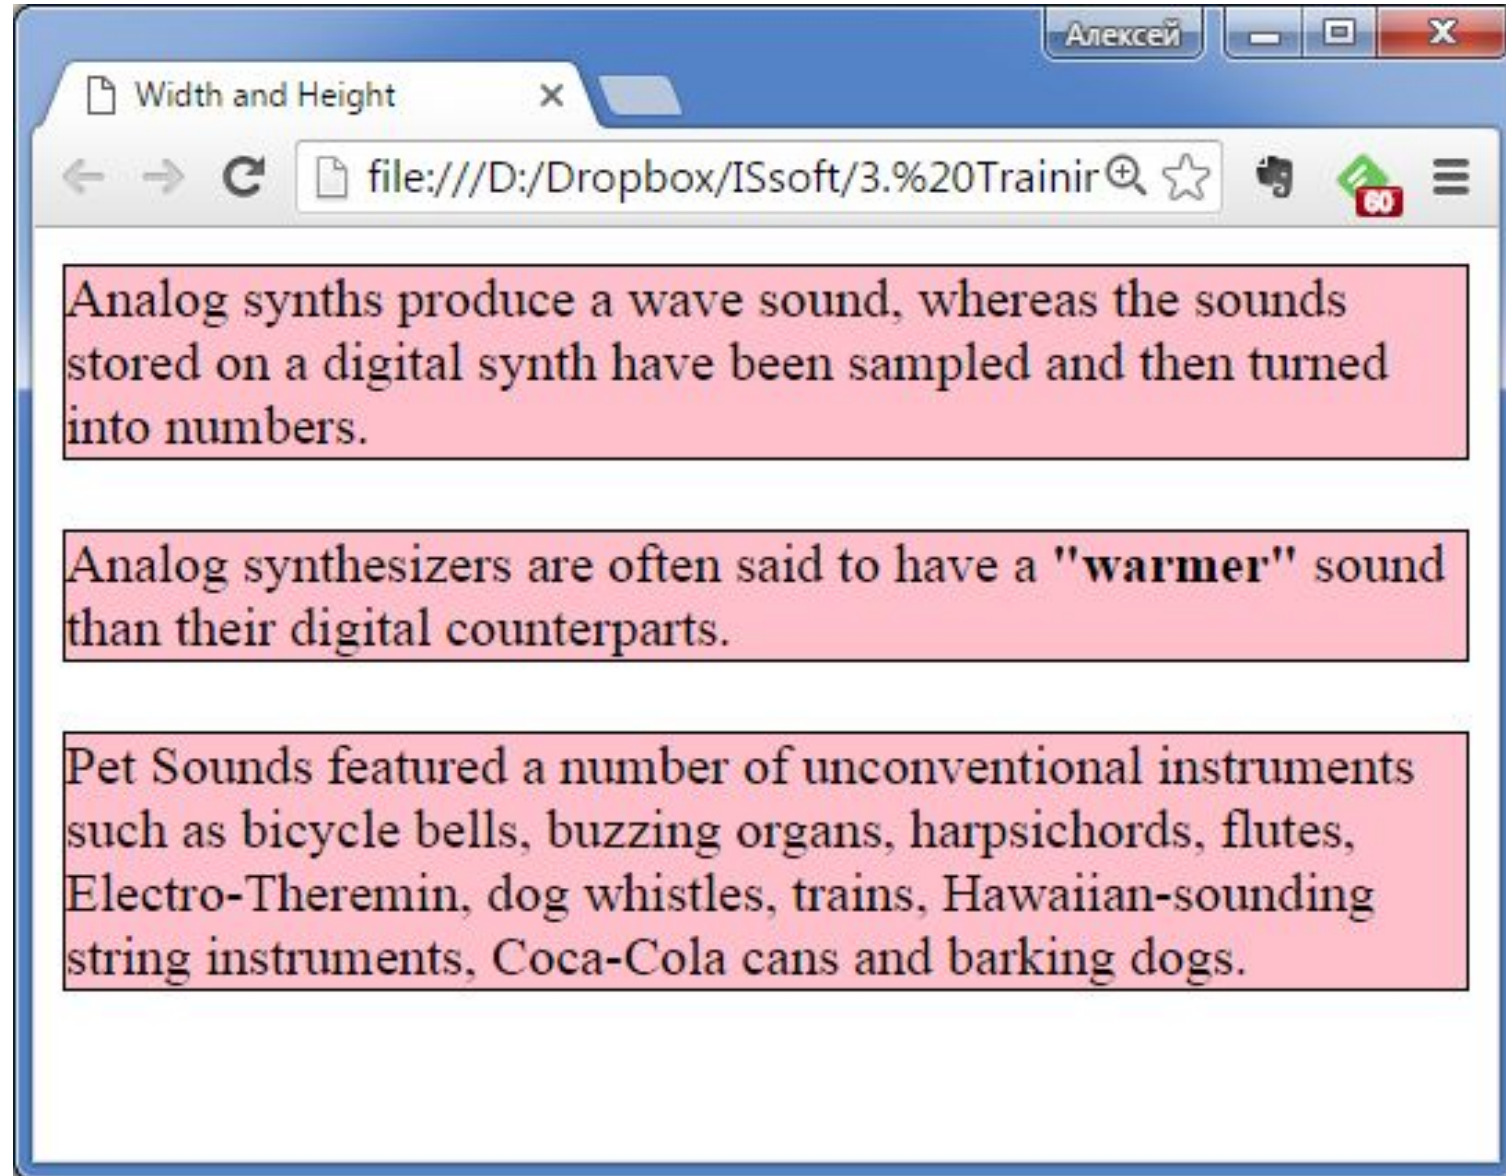 Алексей
Width and Height
file:///D:/Dropbox/ISsoft/3.%20Trainir
60
Analog synths produce a wave sound, whereas the sounds
stored on a digital synth have been sampled and then turned
into numbers.
Analog synthesizers are often said to have a "warmer" sound
than their digital counterparts.
Pet Sounds featured a number of unconventional instruments
such as bicycle bells, buzzing organs, harpsichords, flutes,
Electro-Theremin, dog whistles, trains, Hawaiian-sounding
string instruments, Coca-Cola cans and barking dogs.